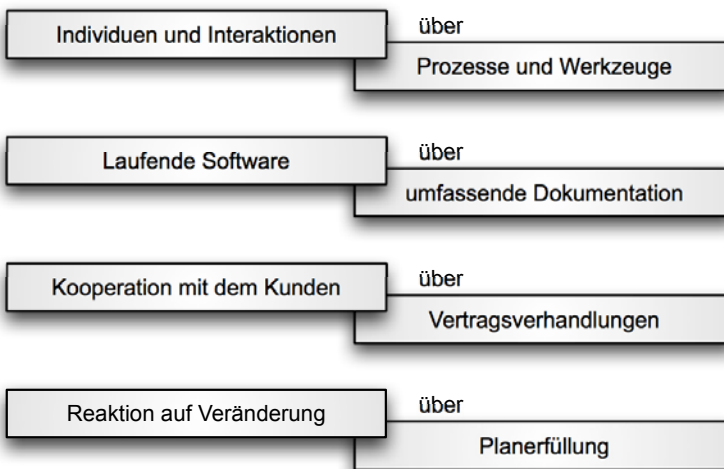 Individuen und Interaktionen
über
Prozesse und Werkzeuge
Laufende Software
über
umfassende Dokumentation
Kooperation mit dem Kunden
über
Vertragsverhandlungen
Reaktion auf Veränderung
über
Planerfüllung